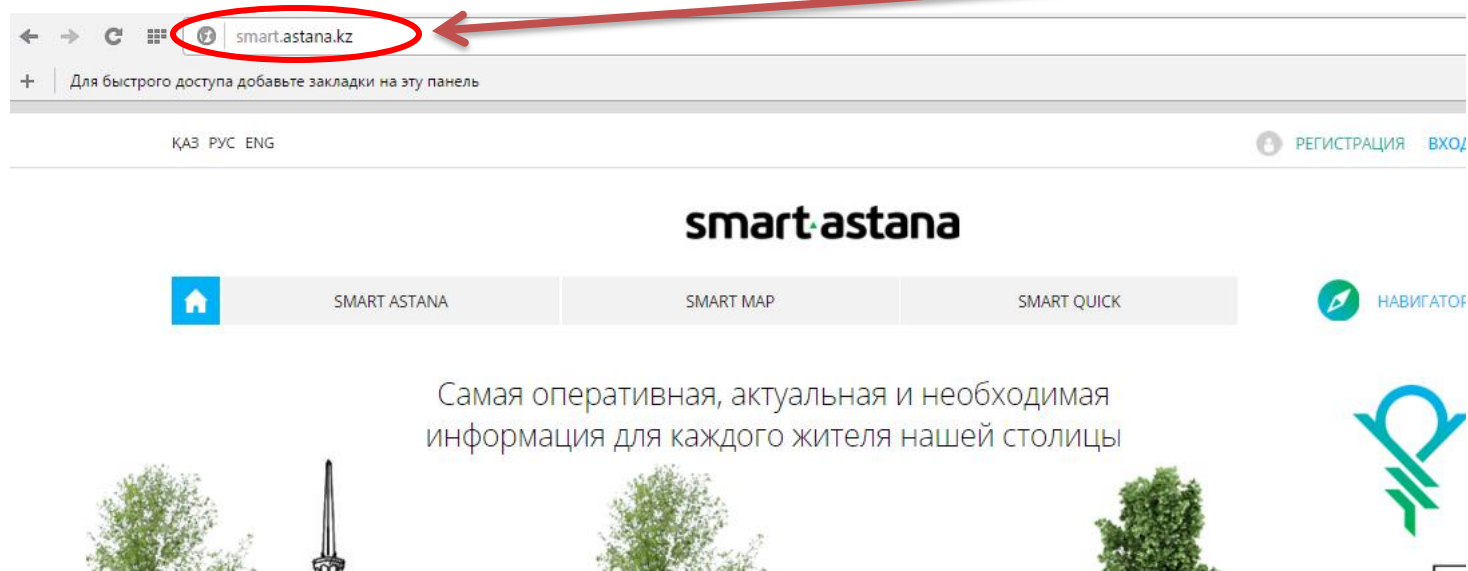 smart.astana.kz
Для быстрого доступа добавьте закладки на эту панель
ҚАЗ РУС ENG
РЕГИСТРАЦИЯ ВХОД
smart astana
SMART ASTANA SMART MAP SMART QUICK НАВИГАТОР
Самая оперативная, актуальная и необходимая
информация для каждого жителя нашей столицы